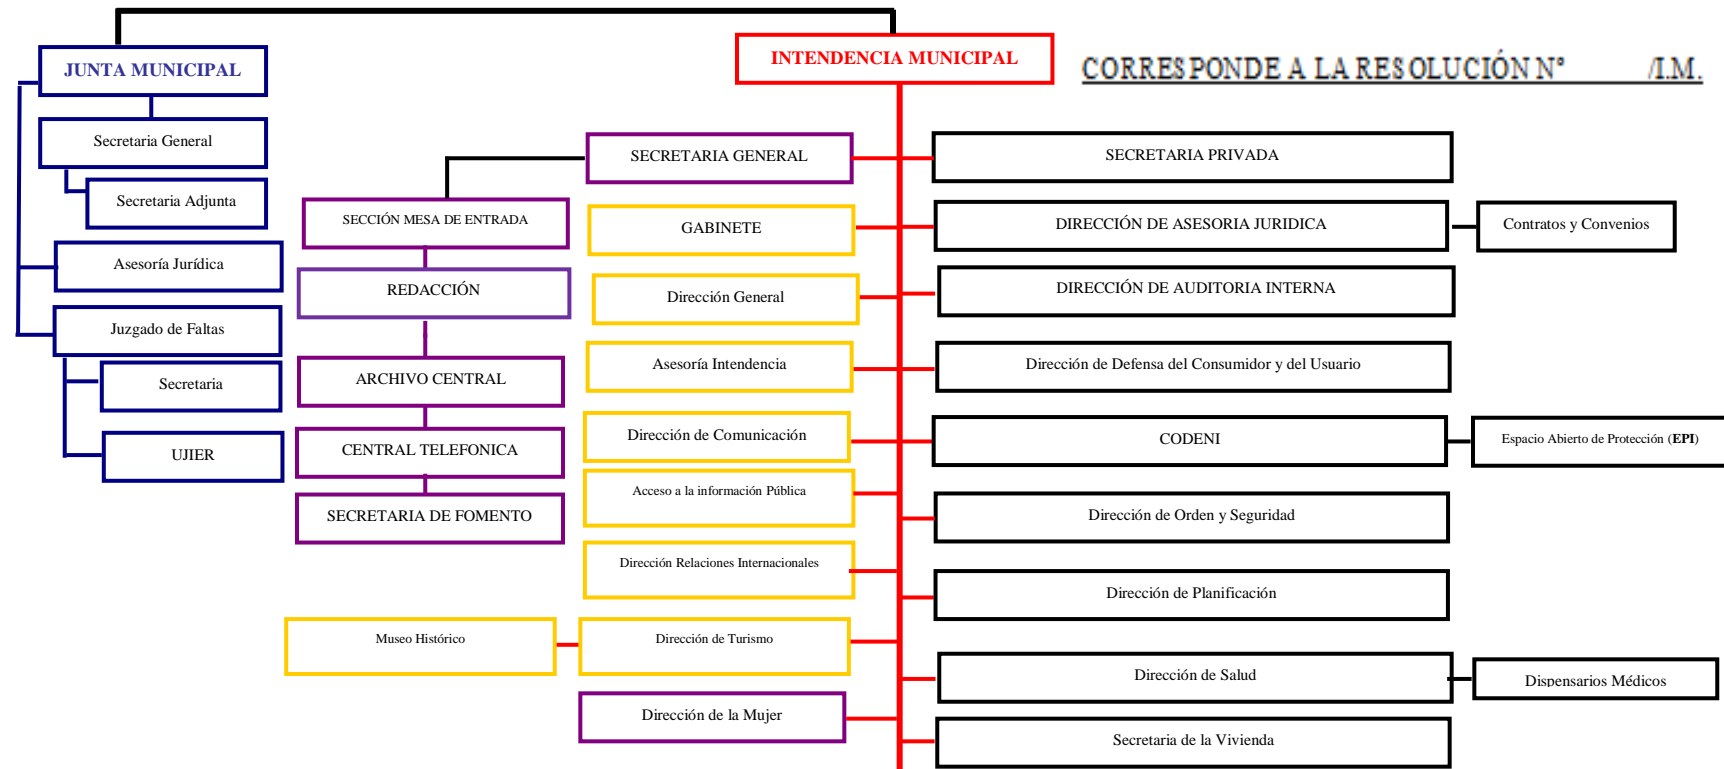 JUNTA MUNICIPAL
INTENDENCIA MUNICIPAL
CORRESPONDE A LA RESOLUCIÓN N° /I.M.
Secretaria General
Secretaria Adjunta
Asesoría Jurídica
Juzgado de Faltas
Secretaria
UJIER
SECRETARIA GENERAL
SECCIÓN MESA DE ENTRADA
REDACCIÓN
ARCHIVO CENTRAL
CENTRAL TELEFONICA
SECRETARIA DE FOMENTO
GABINETE
Dirección General
Asesoría Intendencia
Dirección de Comunicación
Acceso a la información Pública
Dirección Relaciones Internacionales
Museo Histórico
Dirección de Turismo
Dirección de la Mujer
SECRETARIA PRIVADA
DIRECCIÓN DE ASESORIA JURIDICA
Contratos y Convenios
DIRECCIÓN DE AUDITORIA INTERNA
Dirección de Defensa del Consumidor y del Usuario
CODENI
Espacio Abierto de Protección (EPI)
Dirección de Orden y Seguridad
Dirección de Planificación
Dirección de Salud
Dispensarios Médicos
Secretaria de la Vivienda